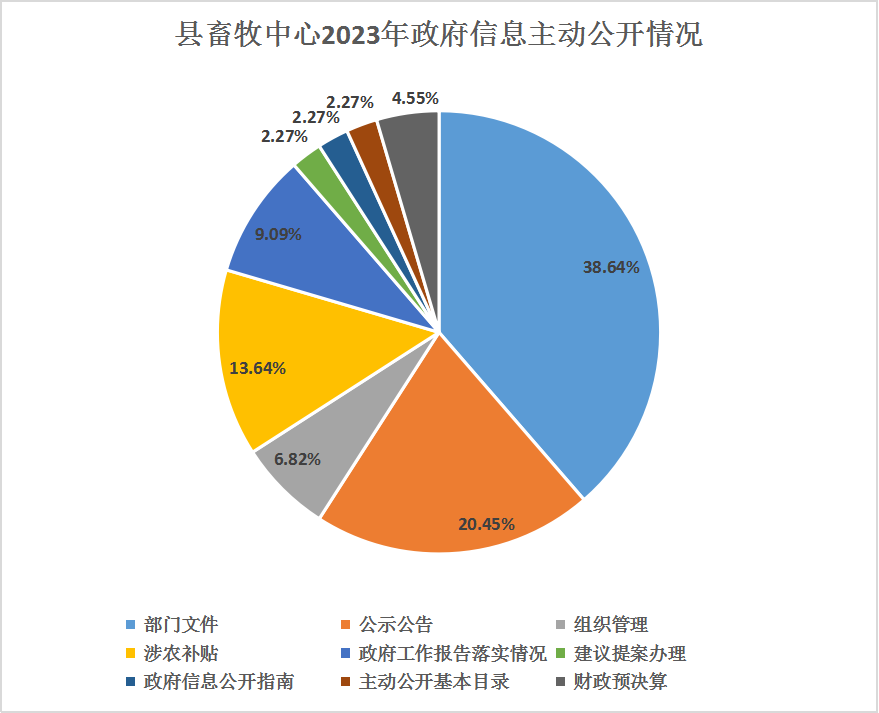 县畜牧中心2023年政府信息主动公开情况
4.55%
2.27%
2.27%
2.27%
9.09%
38.64%
13.64%
6.82%
20.45%
部门文件 公示公告 组织管理
涉农补贴 政府工作报告落实情况 建议提案办理
政府信息公开指南 主动公开基本目录 财政预决算